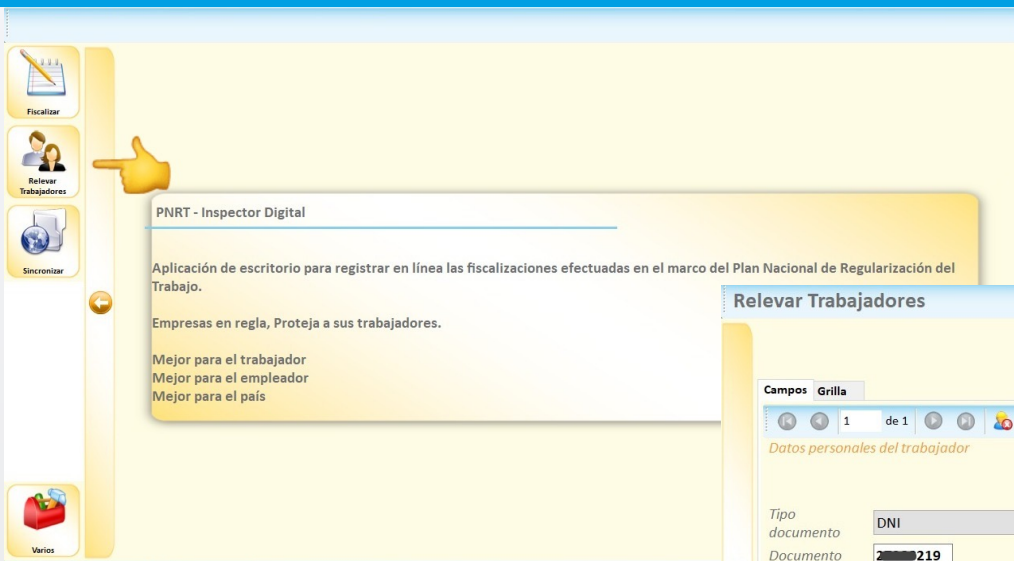 Fiscalizar
Relevar
Trabajadores
Sincronizar
Varios
PNRT - Inspector Digital
Aplicación de escritorio para registrar en línea las fiscalizaciones efectuadas en el marco del Plan Nacional de Regularización del
Trabajo.
Empresas en regla, Proteja a sus trabajadores.
Mejor para el trabajador
Mejor para el empleador
Mejor para el país
Relevar Trabajadores
Campos Grilla
1 de 1
Datos personales del trabajador
Tipo
documento
DNI
Documento